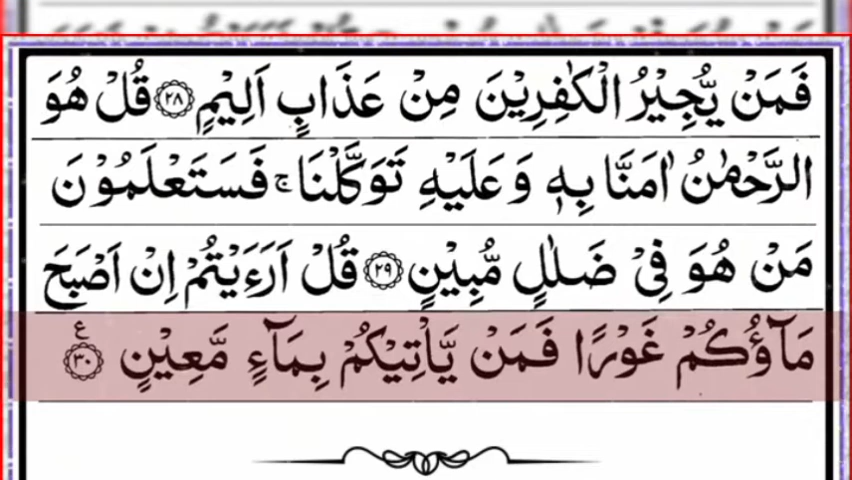 فَمَنْ يُّجِيْرُ الْكٰفِرِيْنَ مِنْ عَذَابٍ اَلِيْمٍ ۝٢٨ قُلْ هُوَ
الرَّحْمٰنُ اٰمَنَّا بِهٖ وَعَلَيْهِ تَوَكَّلْنَا ۚ فَسَتَعْلَمُوْنَ
مَنْ هُوَ فِيْ ضَلٰلٍ مُّبِيْنٍ ۝٢٩ قُلْ اَرَءَيْتُمْ اِنْ اَصْبَحَ
مَآؤُكُمْ غَوْرًا فَمَنْ يَّاْتِيْكُمْ بِمَآءٍ مَّعِيْنٍ ۝٣٠ ع